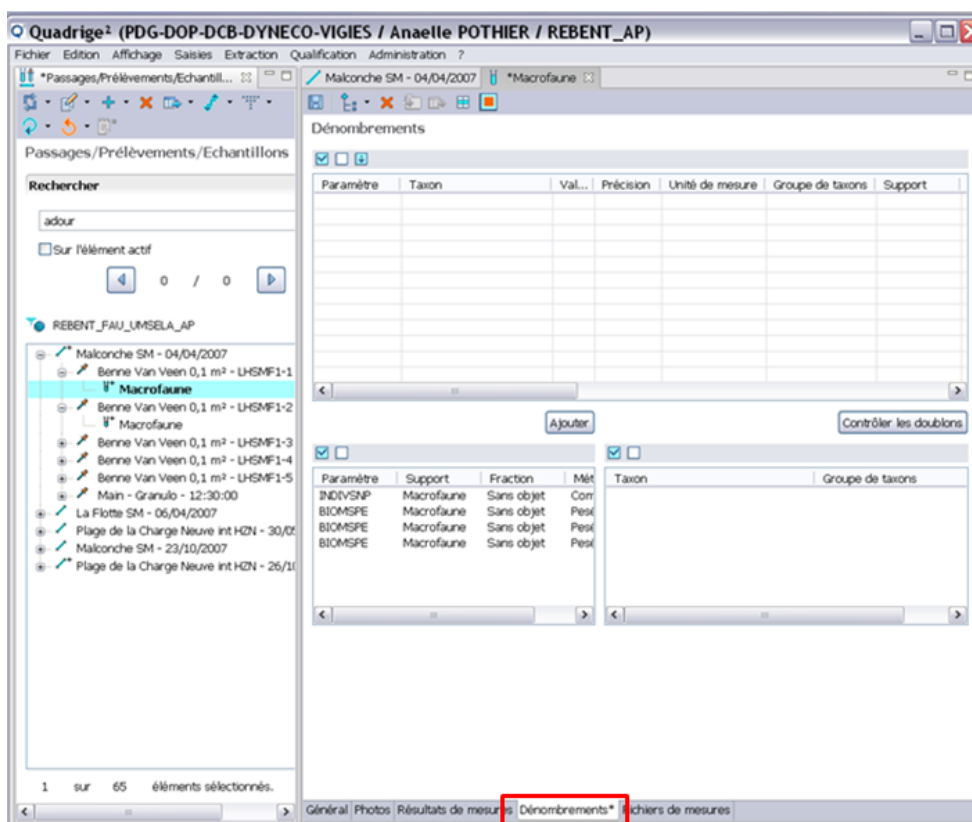 Quadrige² (PDG-DOP-DCB-DYNECO-VIGIES / Anaelle POTHIER / REBENT_AP)
Fichier Edition Affichage Saisies Extraction Qualification Administration ?
*Passages/Prélèvements/Echantill...
Malconche SM - 04/04/2007 *Macrofaune
Passages/Prélèvements/Echantillons
Rechercher
adour
Sur l'élément actif
0 / 0
REBENT_FAU_UMSELA_AP
Malconche SM - 04/04/2007
Benne Van Veen 0,1 m² - LHSMF1-1
Macrofaune
Benne Van Veen 0,1 m² - LHSMF1-2
Macrofaune
Benne Van Veen 0,1 m² - LHSMF1-3
Benne Van Veen 0,1 m² - LHSMF1-4
Benne Van Veen 0,1 m² - LHSMF1-5
Main - Granulo - 12:30:00
La Flotte SM - 06/04/2007
Plage de la Charge Neuve int HZN - 30/05
Malconche SM - 23/10/2007
Plage de la Charge Neuve int HZN - 26/10
1 sur 65 éléments sélectionnés.
Dénombrements
Paramètre Taxon Val... Précision Unité de mesure Groupe de taxons Support
Ajouter Contrôler les doublons
Paramètre Support Fraction Mét
INDIVSNP Macrofaune Sans objet Com
BIOMSPE Macrofaune Sans objet Pesé
BIOMSPE Macrofaune Sans objet Pesé
BIOMSPE Macrofaune Sans objet Pesé
Taxon Groupe de taxons
Général Photos Résultats de mesures Dénombrements* Fichiers de mesures